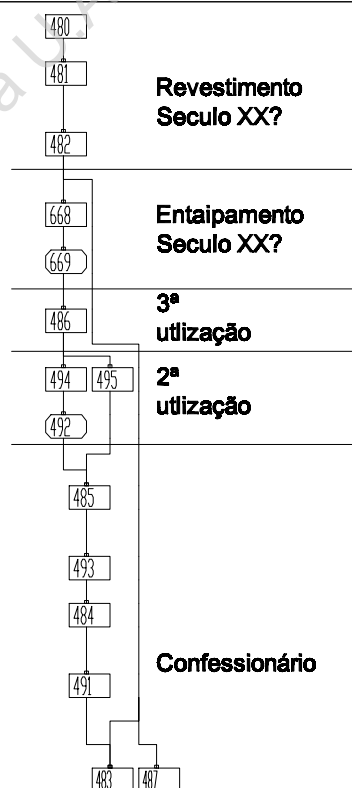 480
481
Revestimento
Seculo XX?
482
668
Entaipamento
Seculo XX?
669
3ª
486
utlização
494 495
2ª
utlização
492
485
493
484
Confessionário
491
483 487